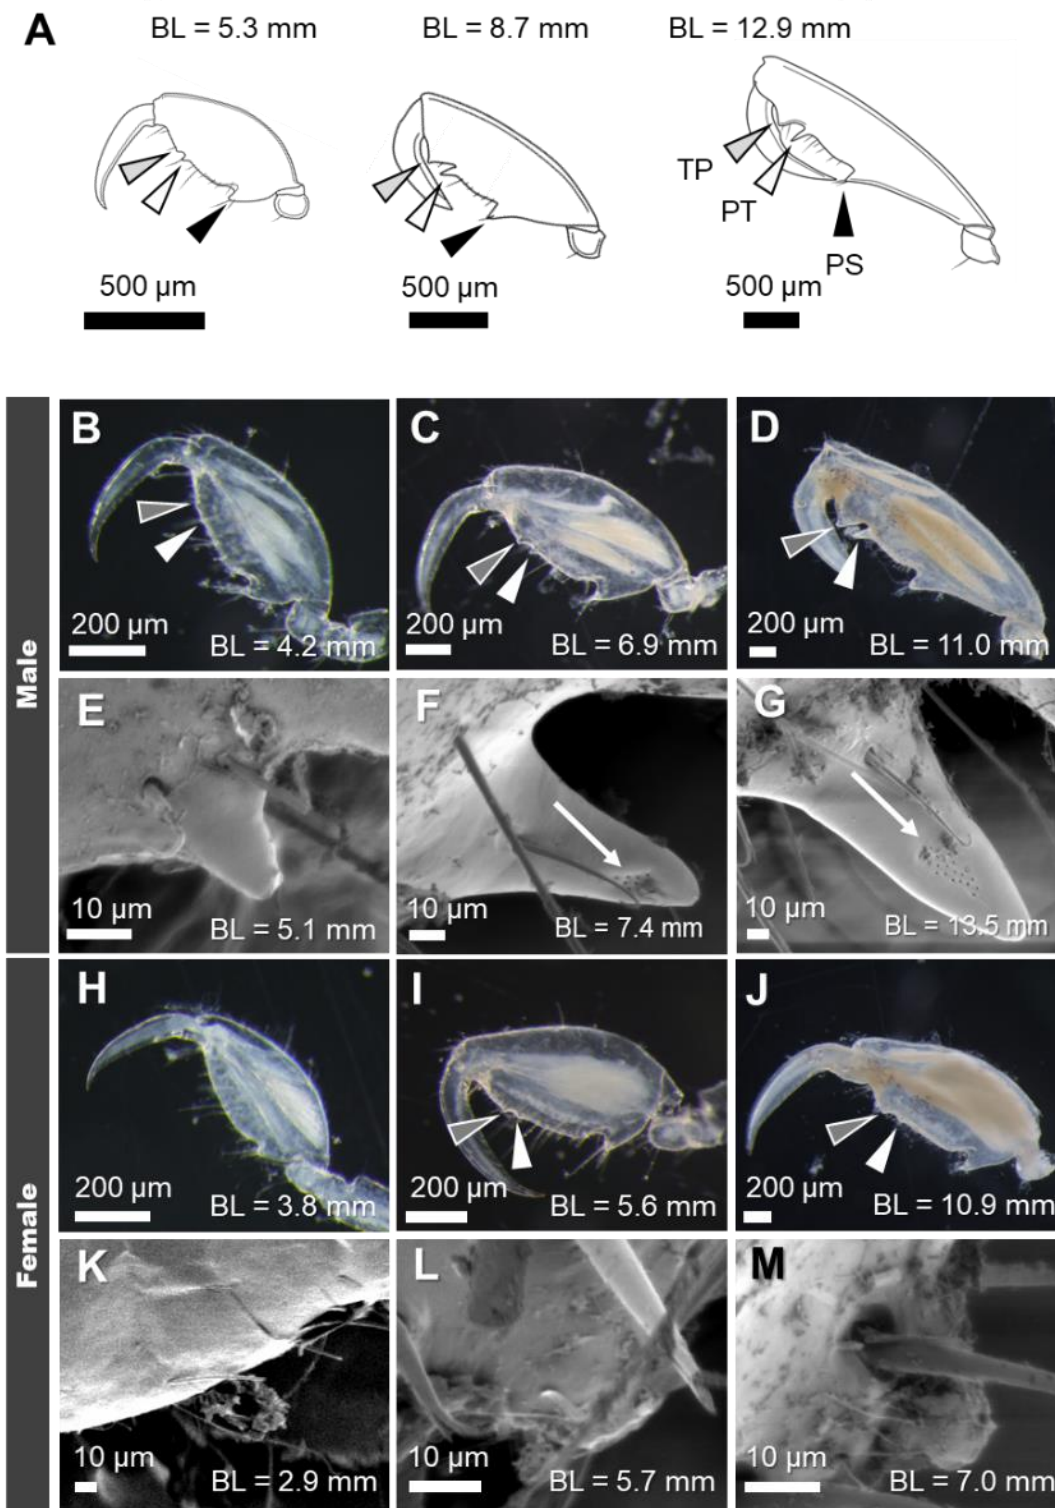 A
BL = 5.3 mm
BL = 8.7 mm
BL = 12.9 mm
TP
PT
PS
500 µm
500 µm
500 µm
Male
B
200 µm
BL = 4.2 mm
C
200 µm
BL = 6.9 mm
D
200 µm
BL = 11.0 mm
E
10 µm
BL = 5.1 mm
F
10 µm
BL = 7.4 mm
G
10 µm
BL = 13.5 mm
Female
H
200 µm
BL = 3.8 mm
I
200 µm
BL = 5.6 mm
J
200 µm
BL = 10.9 mm
K
10 µm
BL = 2.9 mm
L
10 µm
BL = 5.7 mm
M
10 µm
BL = 7.0 mm